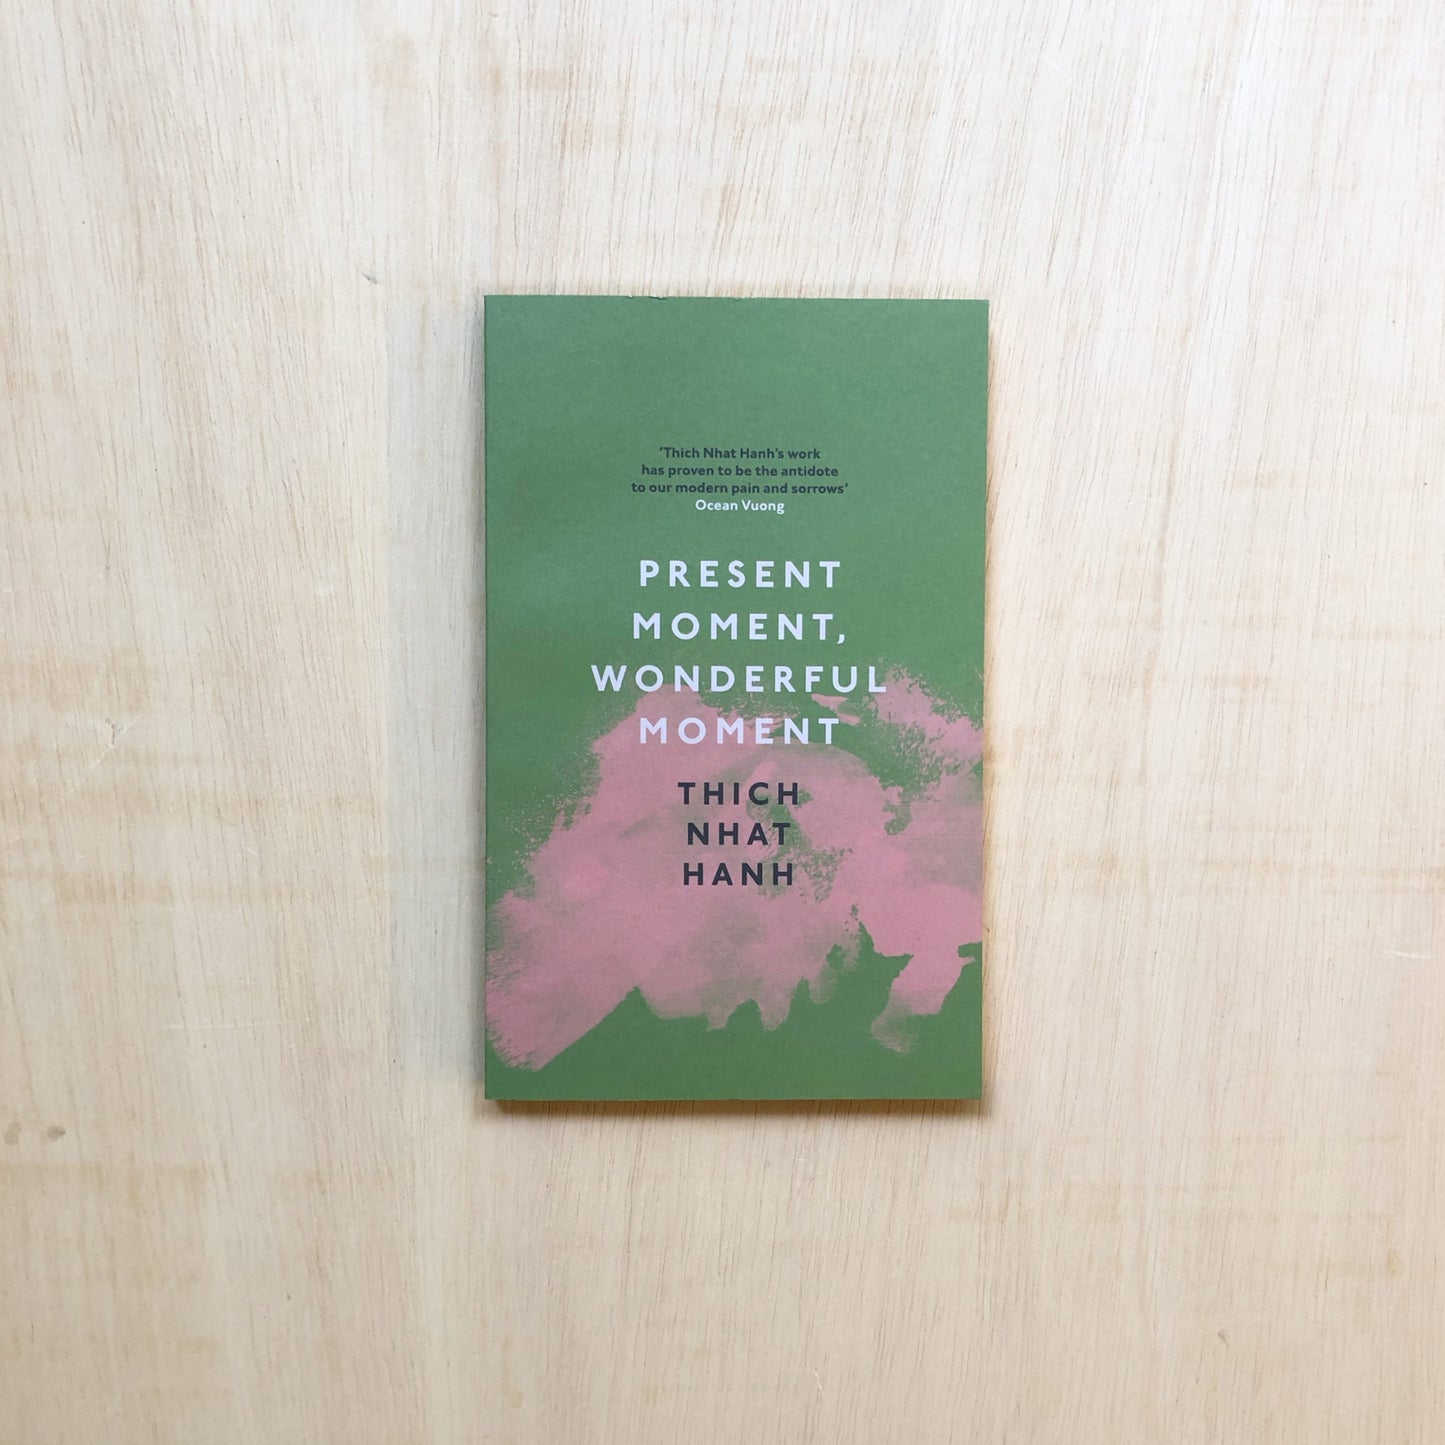 ‘Thich Nhat Hanh’s work
has proven to be the antidote
to our modern pain and sorrows’
Ocean Vuong
PRESENT
MOMENT,
WONDERFUL
MOMENT
THICH
NHAT
HANH